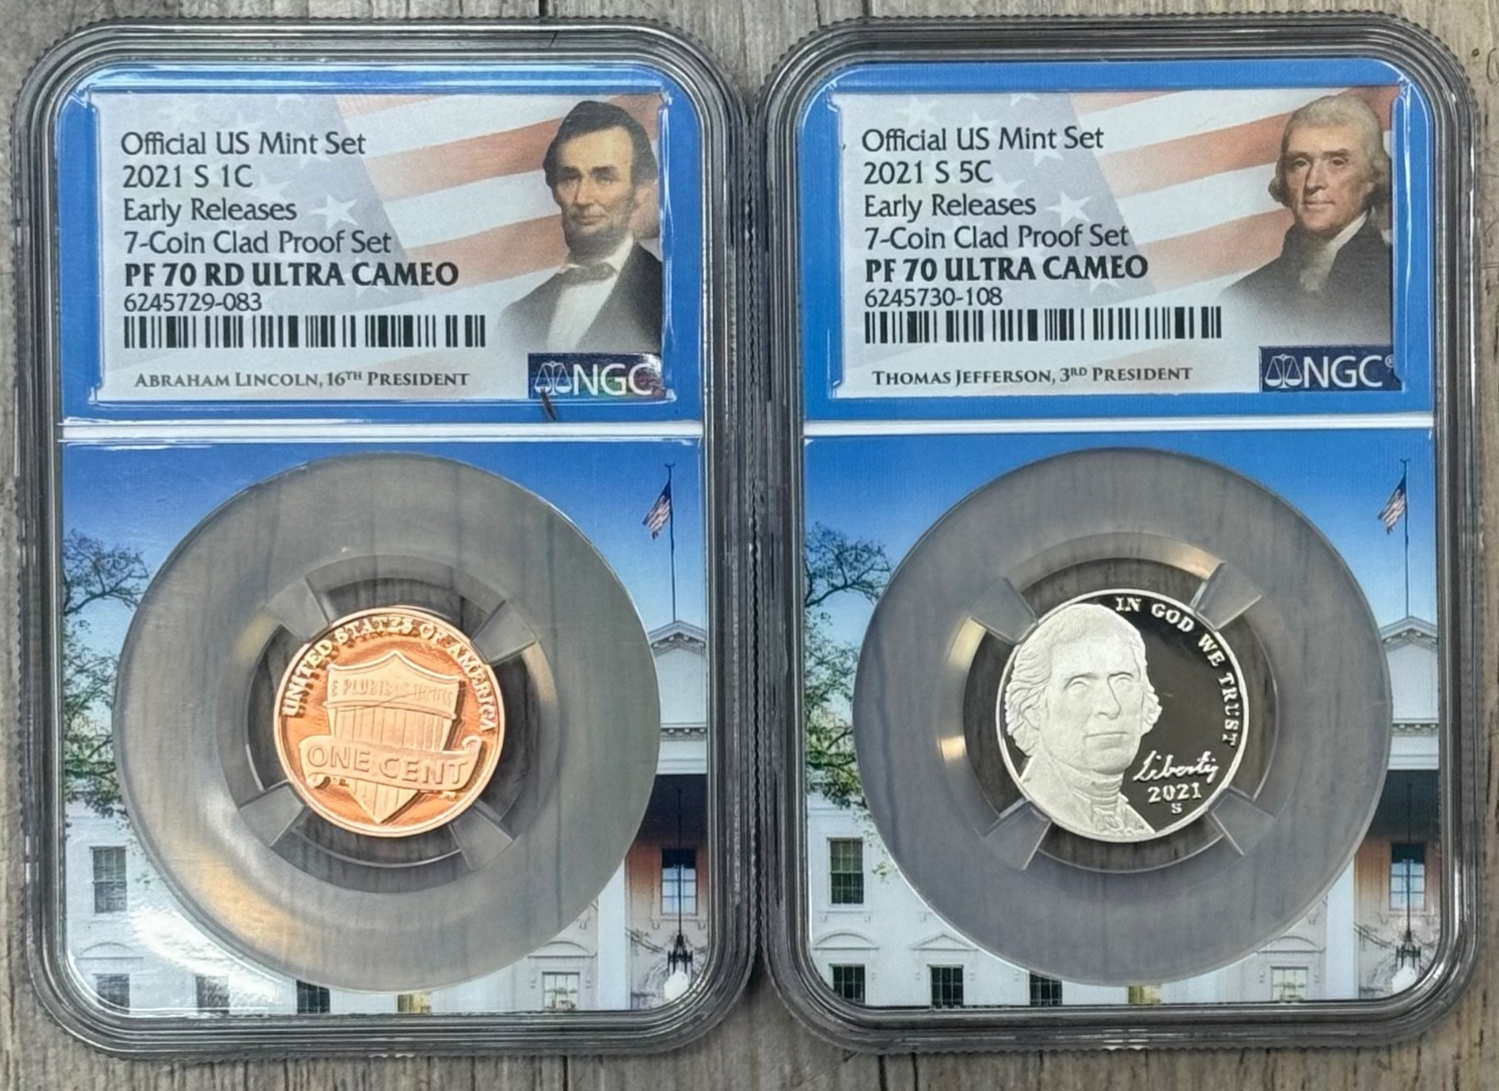 Official US Mint Set
2021 S 1C
Early Releases
7-Coin Clad Proof Set
PF 70 RD ULTRA CAMEO
6245729-083
ABRAHAM LINCOLN, 16TH PRESIDENT
NGC
UNITED STATES OF AMERICA
E PLURIBUS UNUM
ONE CENT
Official US Mint Set
2021 S 5C
Early Releases
7-Coin Clad Proof Set
PF 70 ULTRA CAMEO
6245730-108
THOMAS JEFFERSON, 3RD PRESIDENT
NGC®
IN GOD WE TRUST
Liberty
2021
S